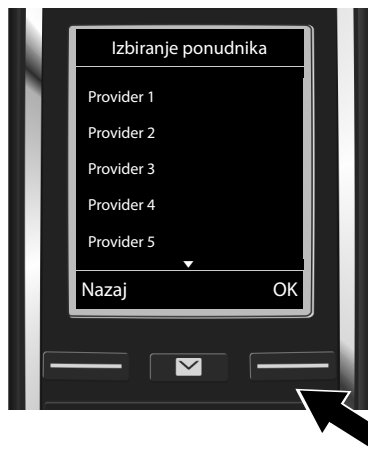 Izbiranje ponudnika
Provider 1
Provider 2
Provider 3
Provider 4
Provider 5
Nazaj OK